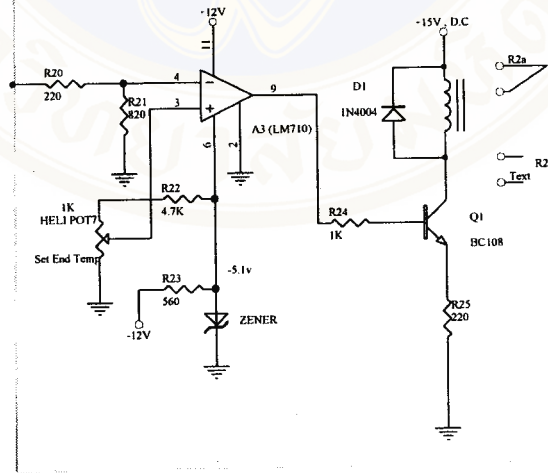 -12V
-15V, D.C
11
R20
220
4
R21
820
3
9
6
2
A3 (LM710)
D1
1N4004
R2a
R2
Text
R22
4.7K
1K
HELI POT7
Set End Temp
R24
1K
Q1
BC108
-5.1v
R23
560
-12V
ZENER
R25
220